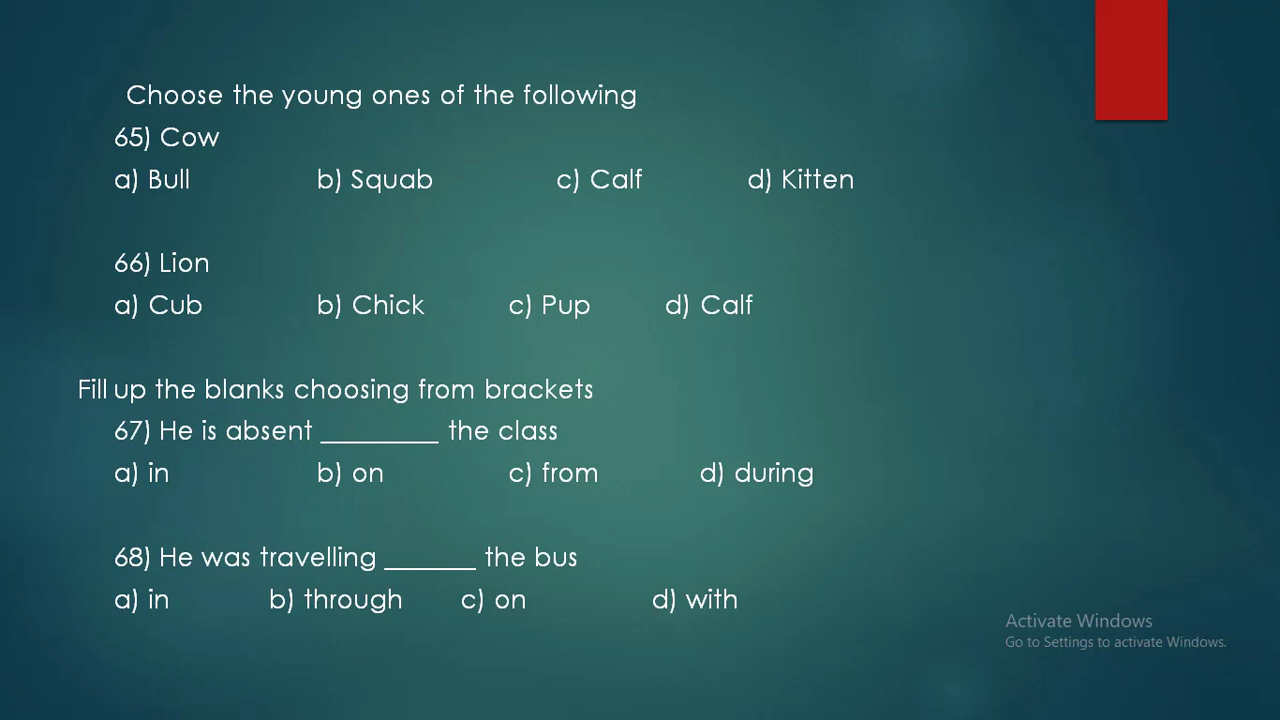 Choose the young ones of the following
65) Cow
a) Bull b) Squab c) Calf d) Kitten
66) Lion
a) Cub b) Chick c) Pup d) Calf
Fill up the blanks choosing from brackets
67) He is absent _________ the class
a) in b) on c) from d) during
68) He was travelling _______ the bus
a) in b) through c) on d) with
Activate Windows
Go to Settings to activate Windows.